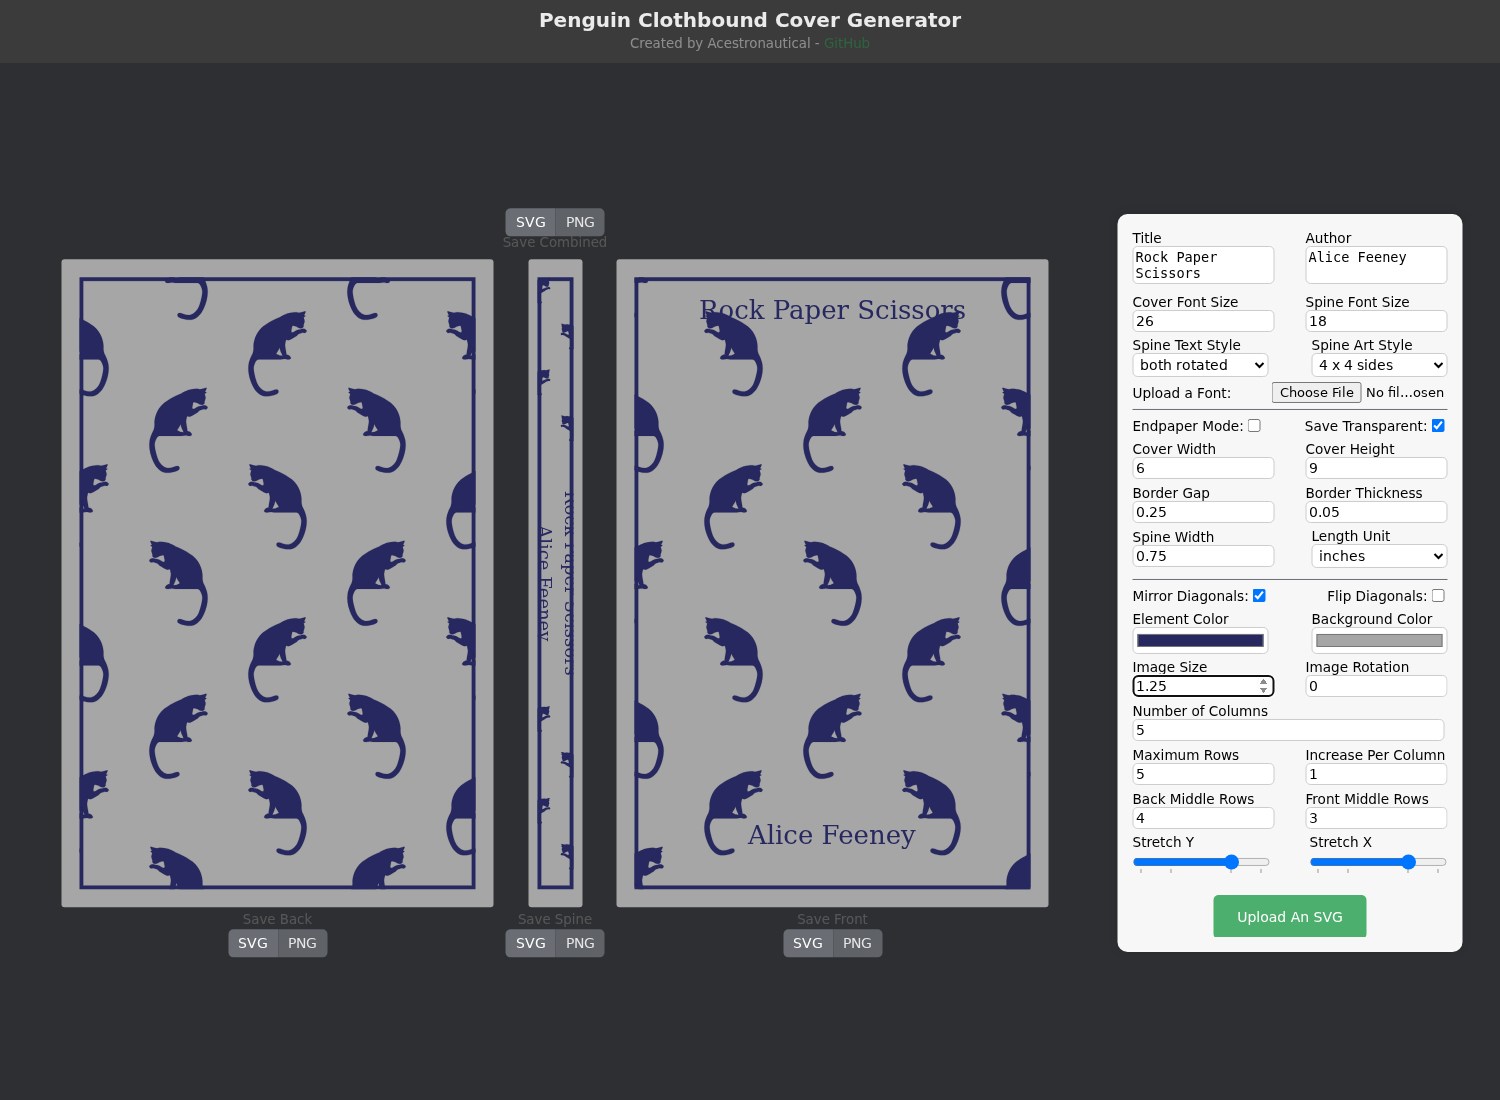 Penguin Clothbound Cover Generator
Created by Acestronautical - GitHub
SVG PNG
Save Combined
Rock Paper Scissors
Alice Feeney
Rock Paper Scissors
Alice Feeney
Save Back
SVG PNG
Save Spine
SVG PNG
Save Front
SVG PNG
Title Author
Rock Paper Alice Feeney
Scissors
Cover Font Size Spine Font Size
26 18
Spine Text Style Spine Art Style
both rotated 4 x 4 sides
Upload a Font: Choose File No fil...osen
Endpaper Mode: Save Transparent:
Cover Width Cover Height
6 9
Border Gap Border Thickness
0.25 0.05
Spine Width Length Unit
0.75 inches
Mirror Diagonals: Flip Diagonals:
Element Color Background Color
Image Size Image Rotation
1.25 0
Number of Columns
5
Maximum Rows Increase Per Column
5 1
Back Middle Rows Front Middle Rows
4 3
Stretch Y Stretch X
Upload An SVG